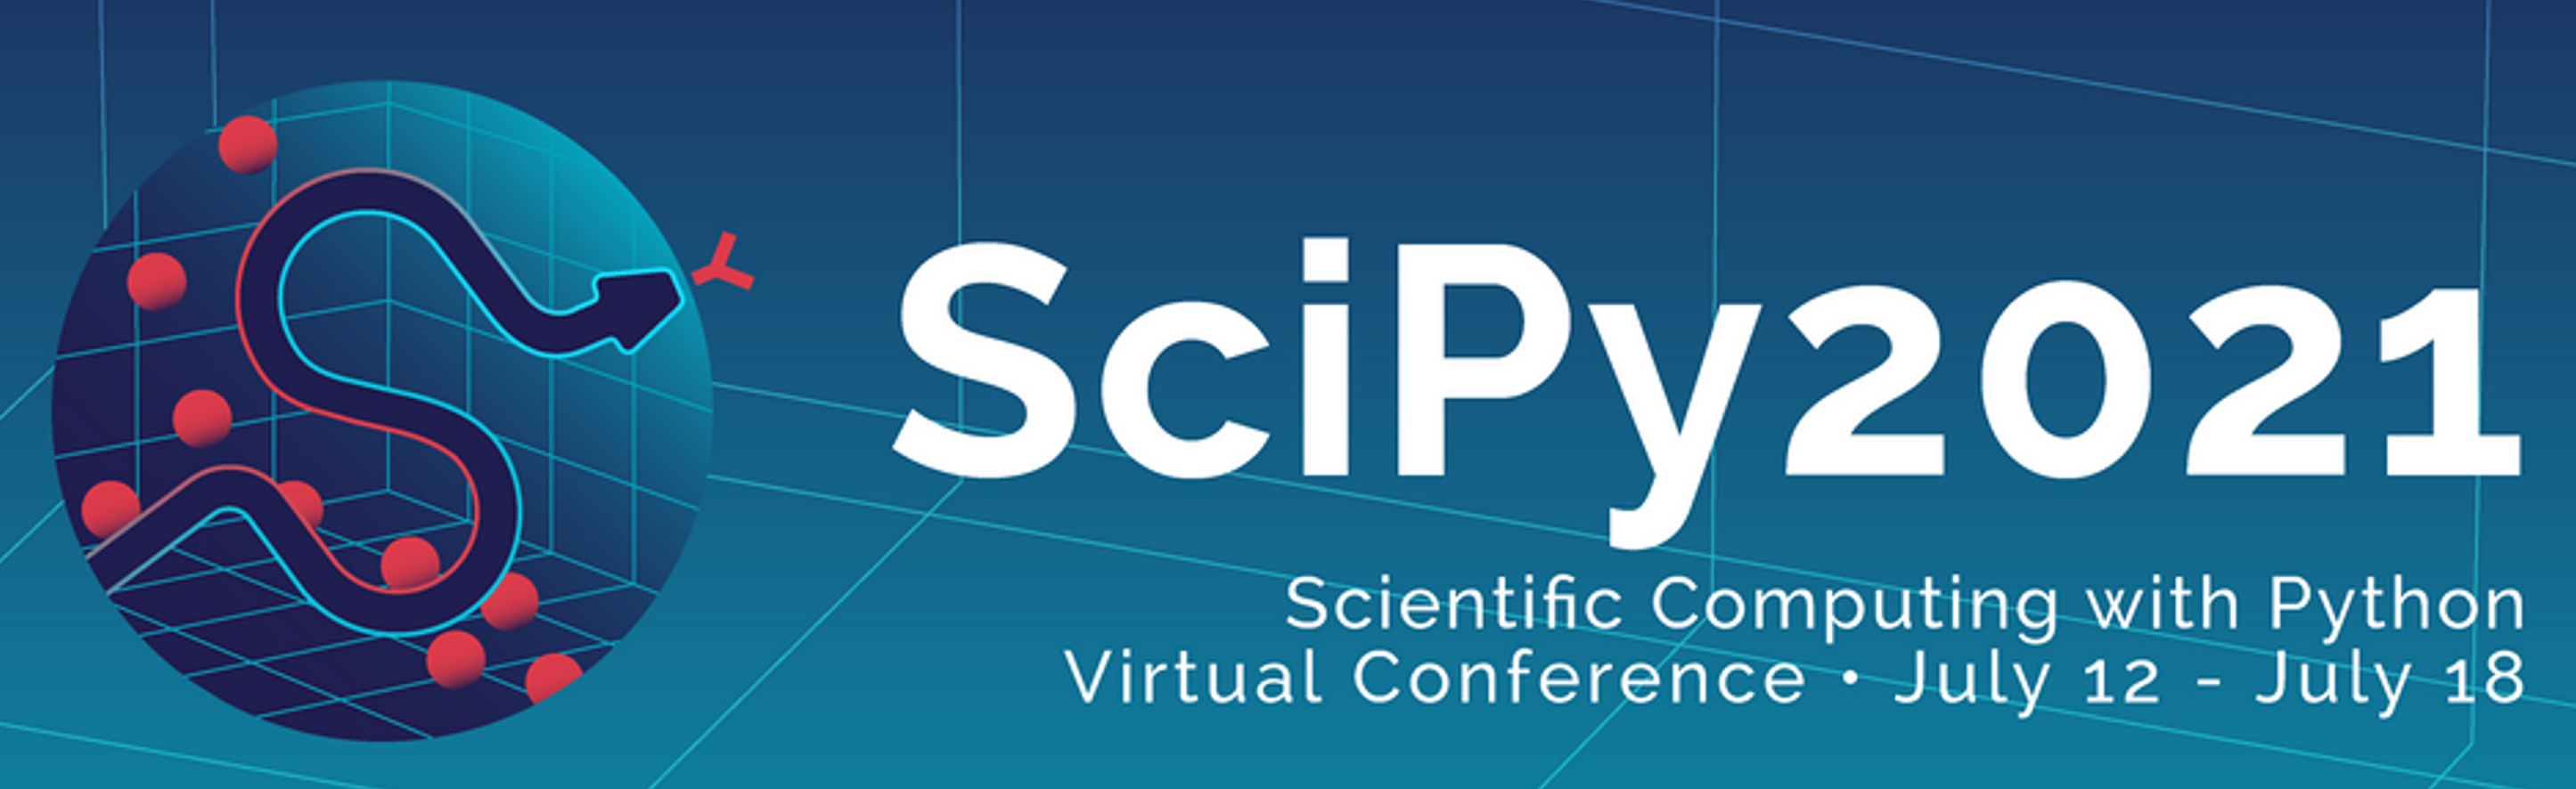 SciPy2021
Scientific Computing with Python
Virtual Conference • July 12 - July 18